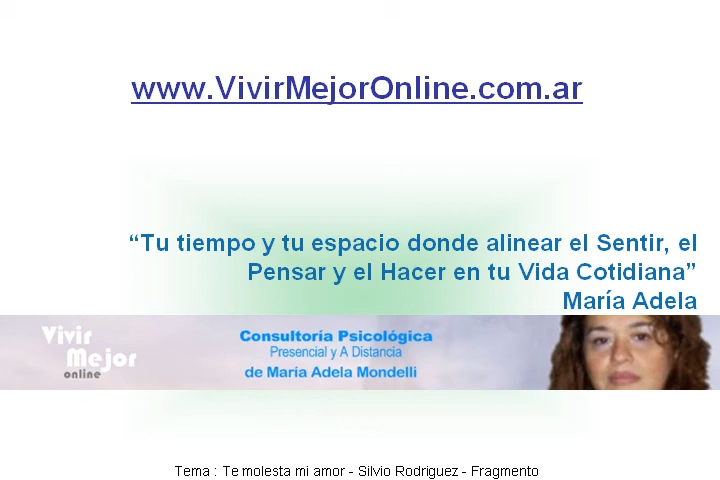 www.VivirMejorOnline.com.ar
“Tu tiempo y tu espacio donde alinear el Sentir, el
Pensar y el Hacer en tu Vida Cotidiana”
María Adela
Vivir
Mejor
online
Consultoría Psicológica
Presencial y A Distancia
de María Adela Mondelli
Tema : Te molesta mi amor - Silvio Rodriguez - Fragmento